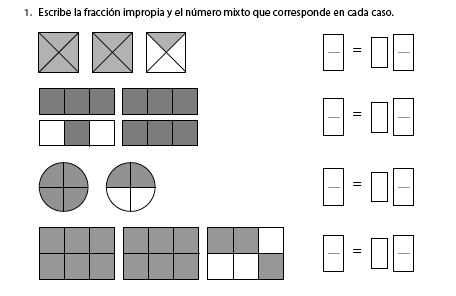 1. Escribe la fracción impropia y el número mixto que corresponde en cada caso.
=
=
=
=